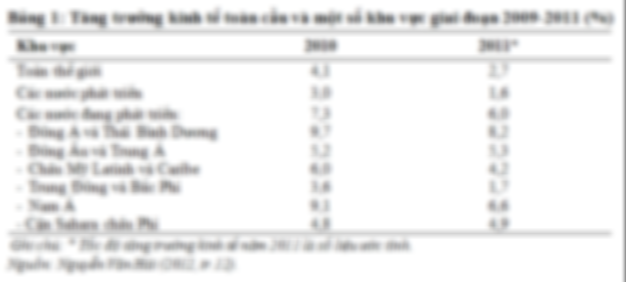 Bảng 1: Tăng trưởng kinh tế toàn cầu và một số khu vực giai đoạn 2009-2011 (%)
Khu vực 2010 2011*
Toàn thế giới 4,1 2,7
Các nước phát triển 3,0 1,6
Các nước đang phát triển: 7,3 6,0
- Đông Á và Thái Bình Dương 9,7 8,2
- Đông Âu và Trung Á 5,2 5,3
- Châu Mỹ Latinh và Caribe 6,0 4,2
- Trung Đông và Bắc Phi 3,6 1,7
- Nam Á 9,1 6,6
- Cận Sahara châu Phi 4,8 4,9
Ghi chú: * Tốc độ tăng trưởng kinh tế năm 2011 là số liệu ước tính.
Nguồn: Nguyễn Văn (2012, tr 12).